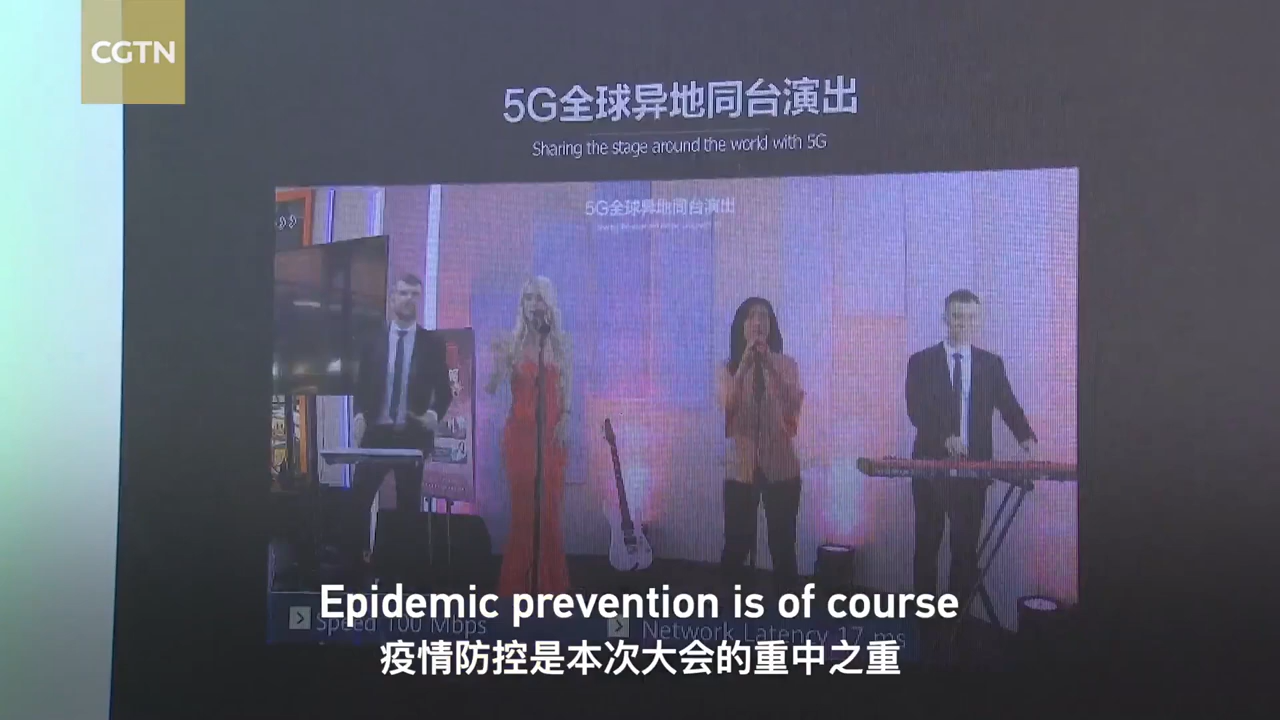 CGTN
5G全球异地同台演出
Sharing the stage around the world with 5G
5G全球异地同台演出
Epidemic prevention is of course
Speed 100 Mbps
Network Latency 17 ms
疫情防控是本次大会的重中之重